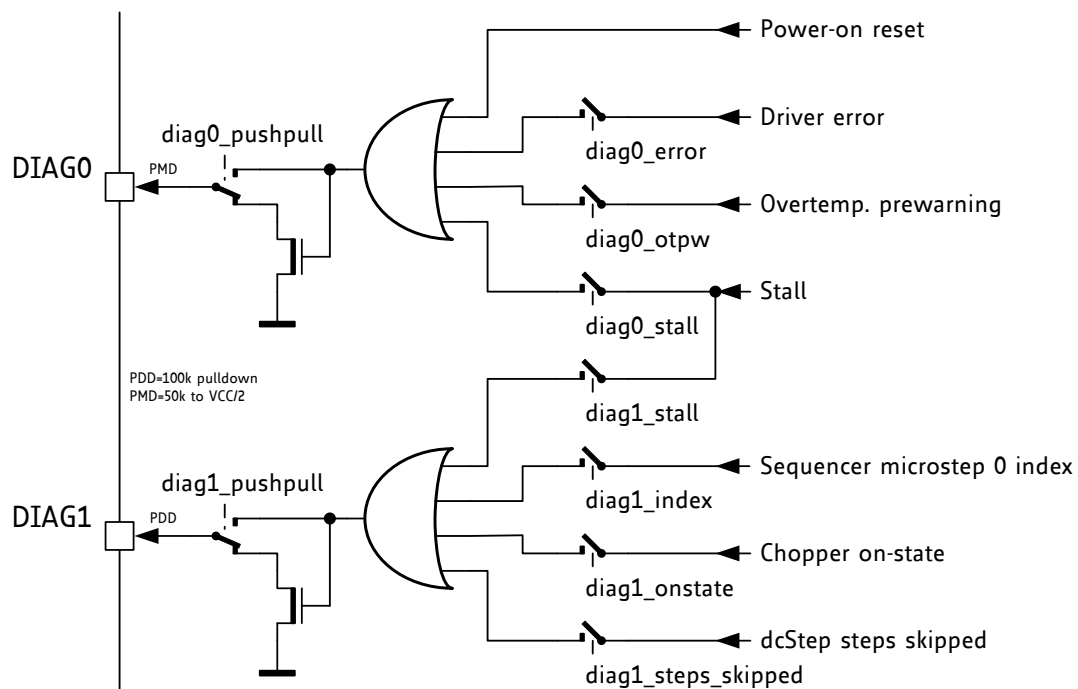 Power-on reset
Driver error
diag0_pushpull
diag0_error
DIAG0
PMD
Overtemp. prewarning
diag0_otpw
Stall
diag0_stall
PDD=100k pulldown
PMD=50k to VCC/2
diag1_stall
Sequencer microstep 0 index
diag1_pushpull
diag1_index
DIAG1
PDD
Chopper on-state
diag1_onstate
dcStep steps skipped
diag1_steps_skipped